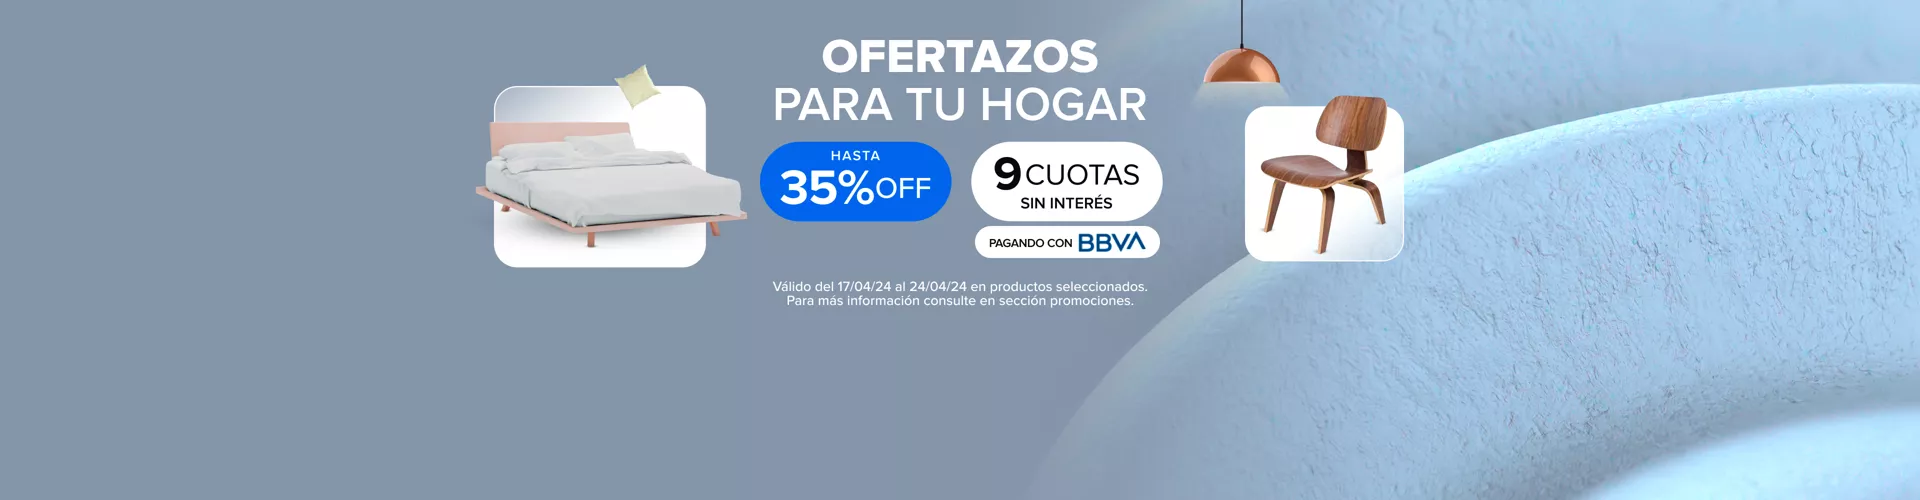 OFERTAZOS
PARA TU HOGAR
HASTA
35% OFF
9 CUOTAS
SIN INTERÉS
PAGANDO CON BBVA
Válido del 17/04/24 al 24/04/24 en productos seleccionados.
Para más información consulte en sección promociones.